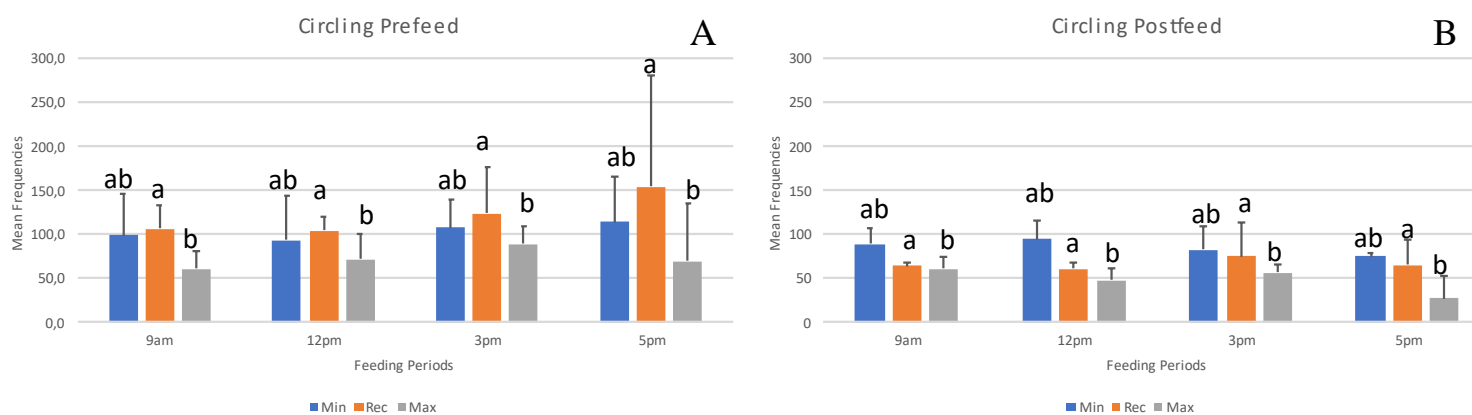 Circling Prefeed
A
300,0
250,0
200,0
150,0
100,0
50,0
0,0
Mean Frequencies
ab
a
b
ab
a
b
ab
a
b
ab
a
b
9am
12pm
3pm
5pm
Feeding Periods
Min Rec Max
Circling Postfeed
B
300
250
200
150
100
50
0
Mean Frequencies
ab
a
b
ab
a
b
ab
a
b
ab
a
b
9am
12pm
3pm
5pm
Feeding Periods
Min Rec Max